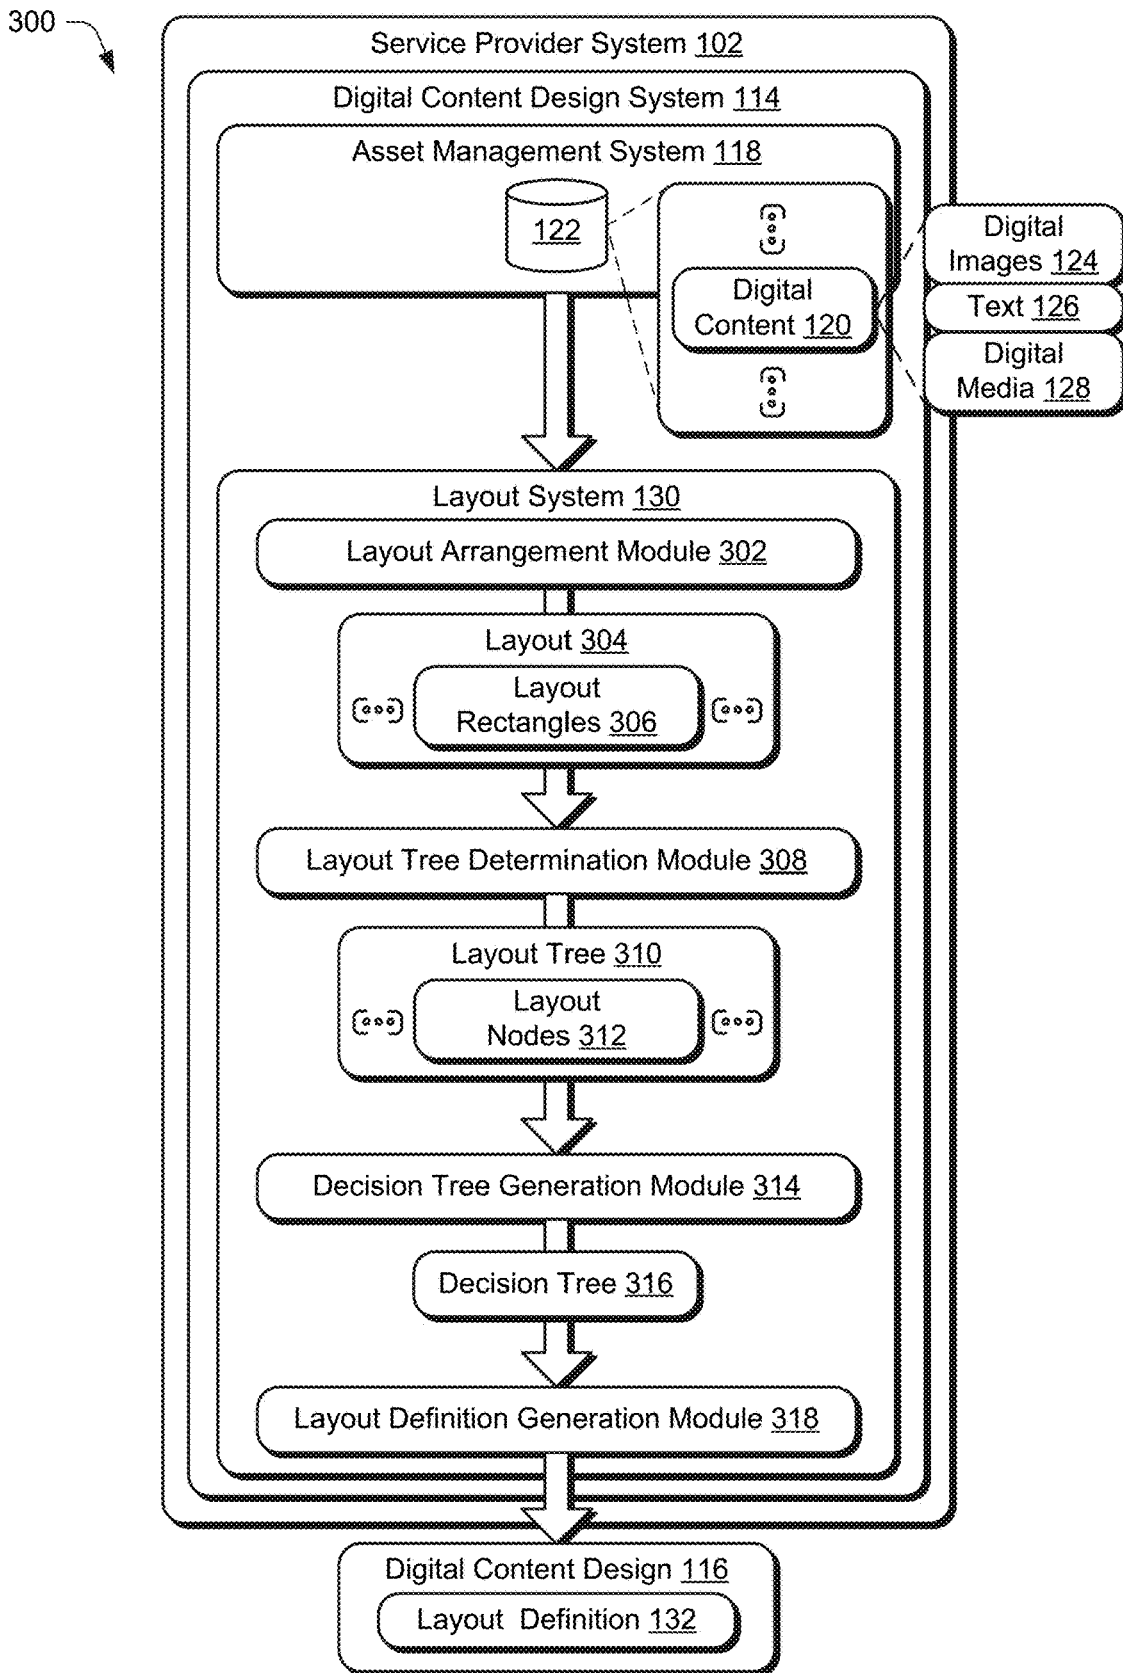 300
Service Provider System 102
Digital Content Design System 114
Asset Management System 118
122
Digital
Content 120
Digital
Images 124
Text 126
Digital
Media 128
Layout System 130
Layout Arrangement Module 302
Layout 304
Layout
Rectangles 306
Layout Tree Determination Module 308
Layout Tree 310
Layout
Nodes 312
Decision Tree Generation Module 314
Decision Tree 316
Layout Definition Generation Module 318
Digital Content Design 116
Layout Definition 132